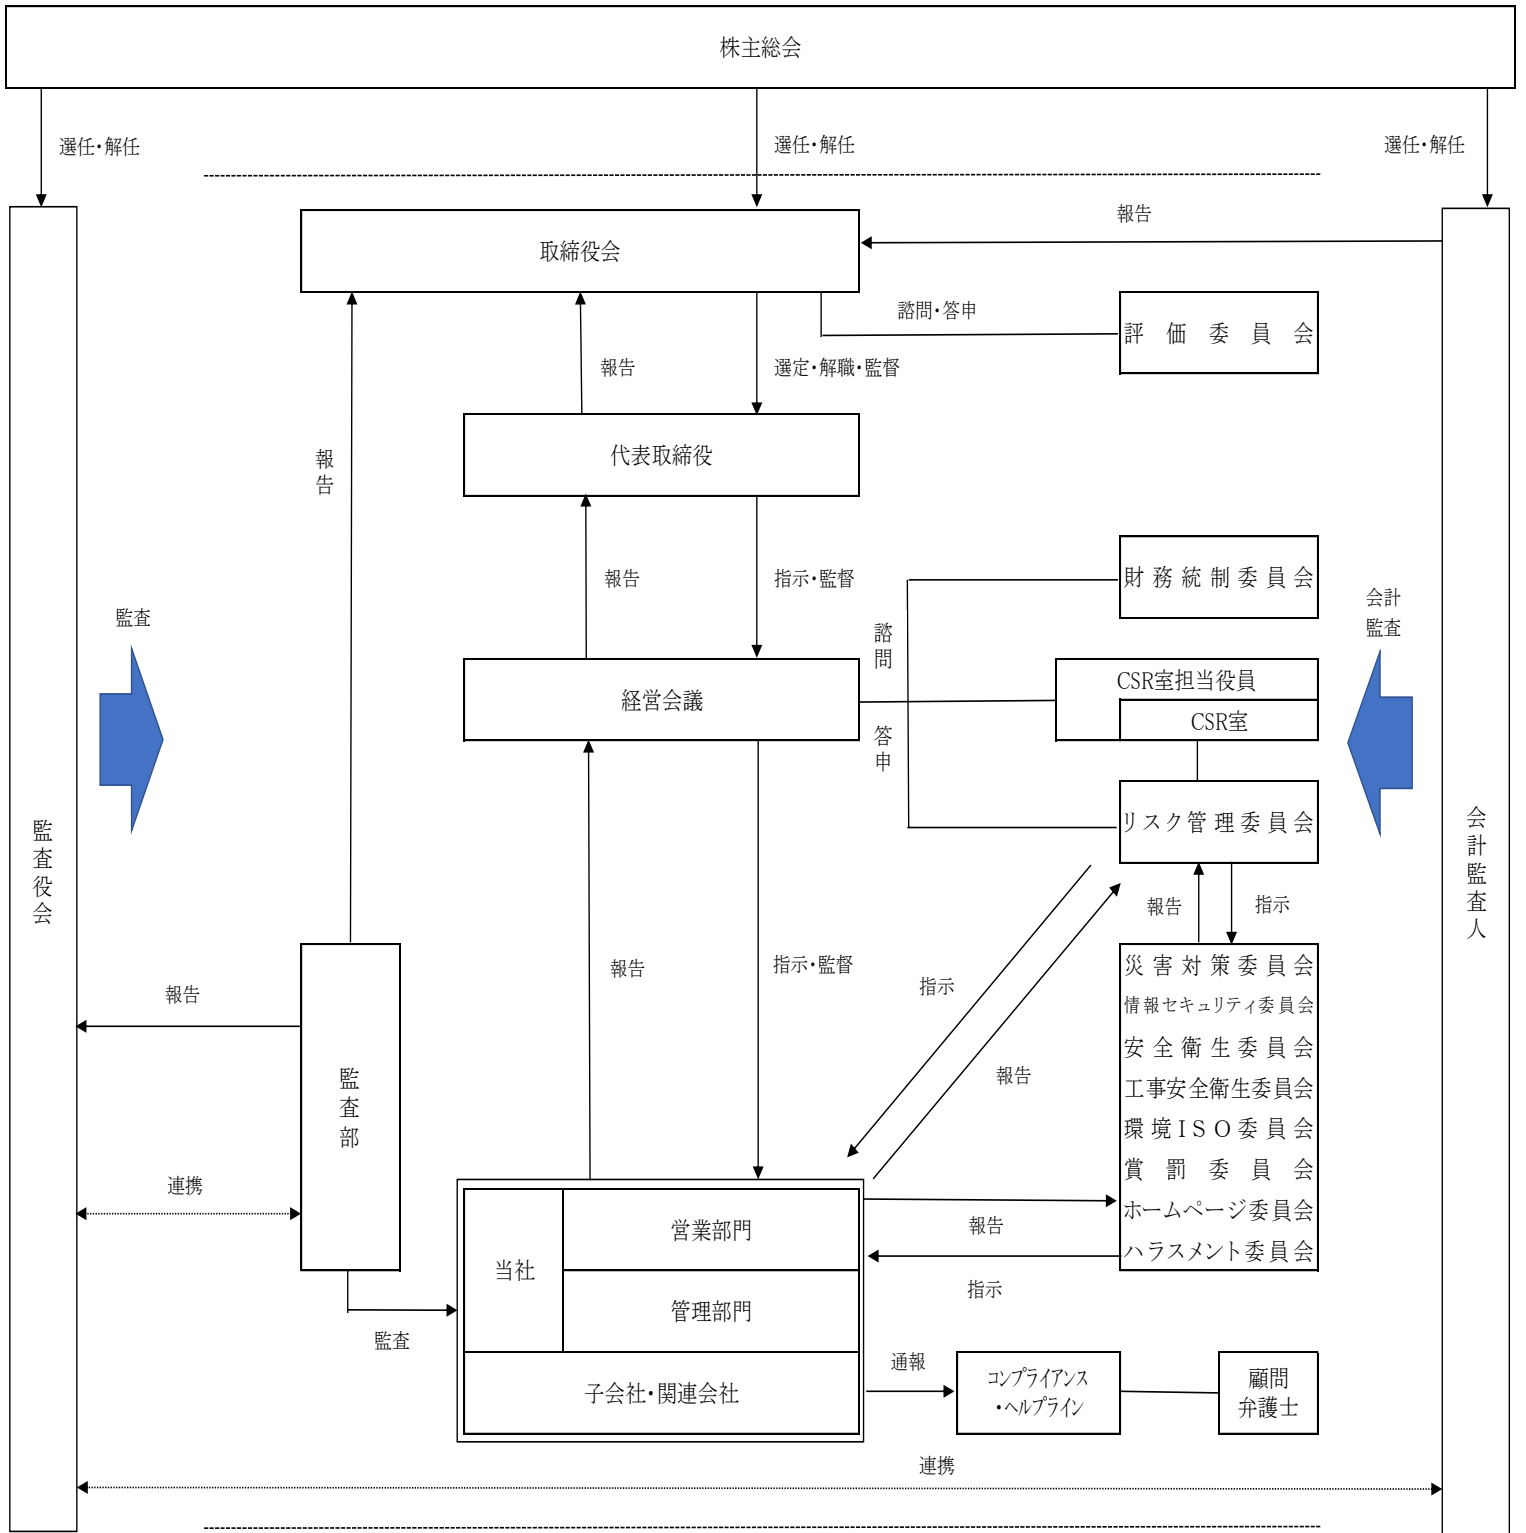 株主総会
選任・解任
選任・解任
選任・解任
報告
取締役会
諮問・答申
評価委員会
報告
選定・解職・監督
代表取締役
報告
報告
指示・監督
財務統制委員会
監査
会計
監査
諮問
経営会議
CSR室担当役員
CSR室
答申
リスク管理委員会
監査役会
会計監査人
報告
指示
報告
指示・監督
指示
報告
災害対策委員会
情報セキュリティ委員会
安全衛生委員会
工事安全衛生委員会
環境ISO委員会
賞罰委員会
ホームページ委員会
ハラスメント委員会
報告
監査部
連携
営業部門
報告
当社
指示
管理部門
監査
通報
子会社・関連会社
コンプライアンス
・ヘルプライン
顧問
弁護士
連携